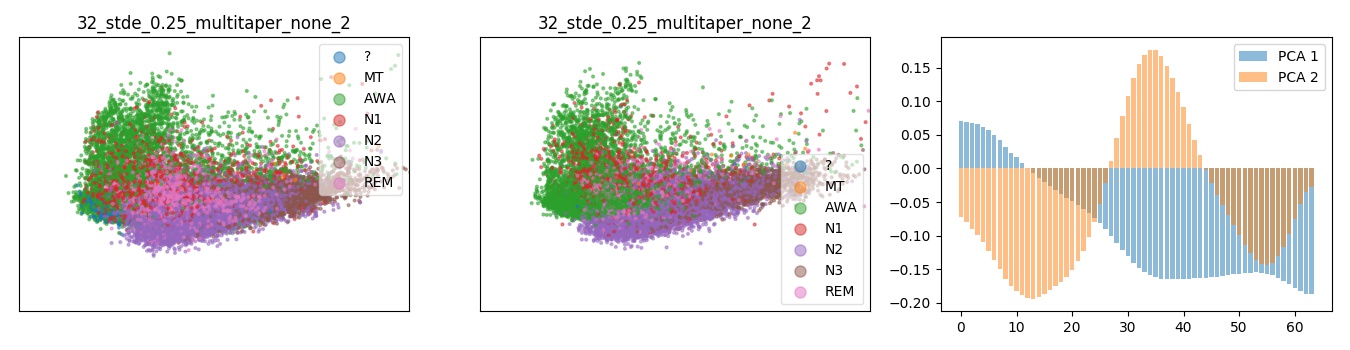 32_stde_0.25_multitaper_none_2
?
MT
AWA
N1
N2
N3
REM
32_stde_0.25_multitaper_none_2
?
MT
AWA
N1
N2
N3
REM
PCA 1
PCA 2
0.15
0.10
0.05
0.00
−0.05
−0.10
−0.15
−0.20
0 10 20 30 40 50 60